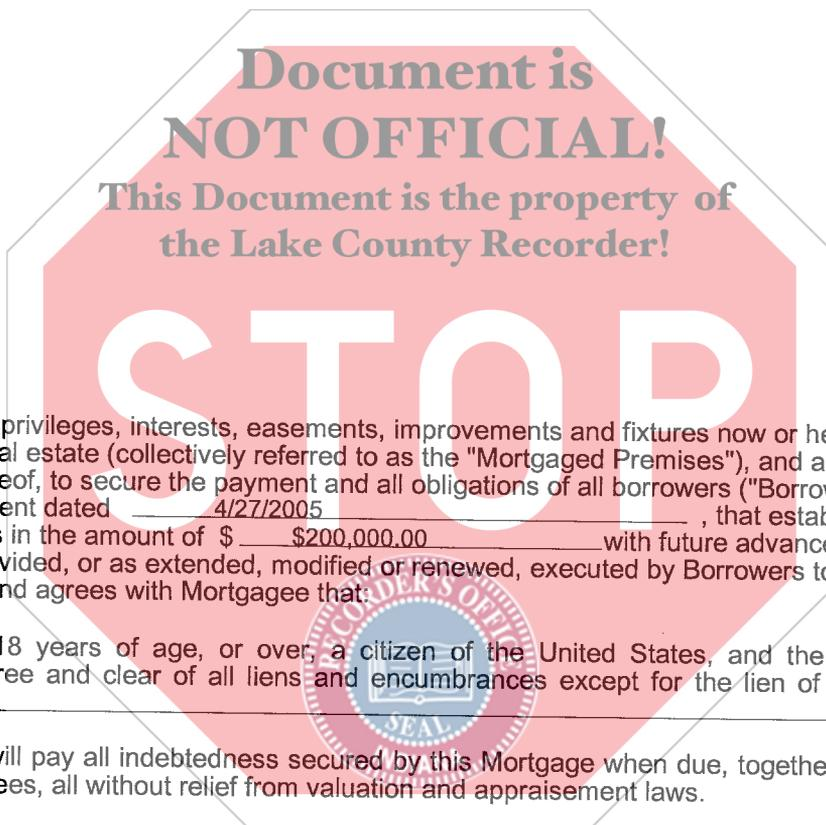 Document is
NOT OFFICIAL!
This Document is the property of
the Lake County Recorder!
STOP
privileges, interests, easements, improvements and fixtures now or he
al estate (collectively referred to as the "Mortgaged Premises"), and a
eof, to secure the payment and all obligations of all borrowers ("Borrow
ent dated 4/27/2005 , that estab
s in the amount of $ $200,000.00 with future advance
vided, or as extended, modified or renewed, executed by Borrowers to
nd agrees with Mortgagee that:
RECORDER'S OFFICE
18 years of age, or over, a citizen of the United States, and the
ree and clear of all liens and encumbrances except for the lien of
SEAL
vill pay all indebtedness secured by this Mortgage when due, togethe
ees, all without relief from valuation and appraisement laws.